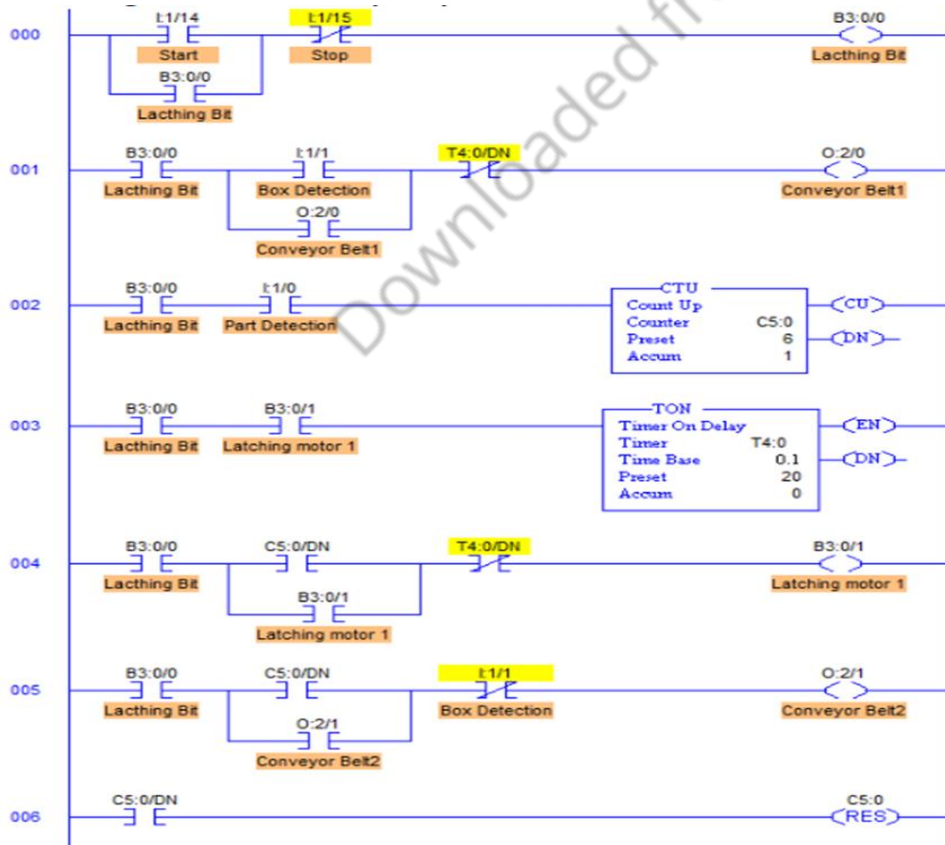 I:1/14 I:1/15 B3:0/0
000
Start Stop Lacthing Bit
B3:0/0
Lacthing Bit
B3:0/0 I:1/1 T4:0/DN O:2/0
001
Lacthing Bit Box Detection Conveyor Belt1
O:2/0
Conveyor Belt1
B3:0/0 I:1/0 CTU
002 Count Up CU
Lacthing Bit Part Detection Counter C5:0
Preset 6 DN
Accum 1
B3:0/0 B3:0/1 TON
003 Timer On Delay EN
Lacthing Bit Latching motor 1 Timer T4:0
Time Base 0.1 DN
Preset 20
Accum 0
B3:0/0 C5:0/DN T4:0/DN B3:0/1
004
Lacthing Bit Latching motor 1
B3:0/1
Latching motor 1
B3:0/0 C5:0/DN I:1/1 O:2/1
005
Lacthing Bit Box Detection Conveyor Belt2
O:2/1
Conveyor Belt2
C5:0/DN C5:0
006 RES
Downloaded